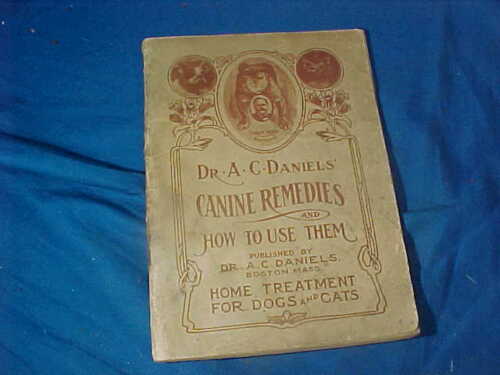 DR. A. C. DANIELS'
CANINE REMEDIES
AND
HOW TO USE THEM
PUBLISHED BY
DR. A. C. DANIELS.
BOSTON MASS.
HOME TREATMENT
FOR DOGS AND CATS